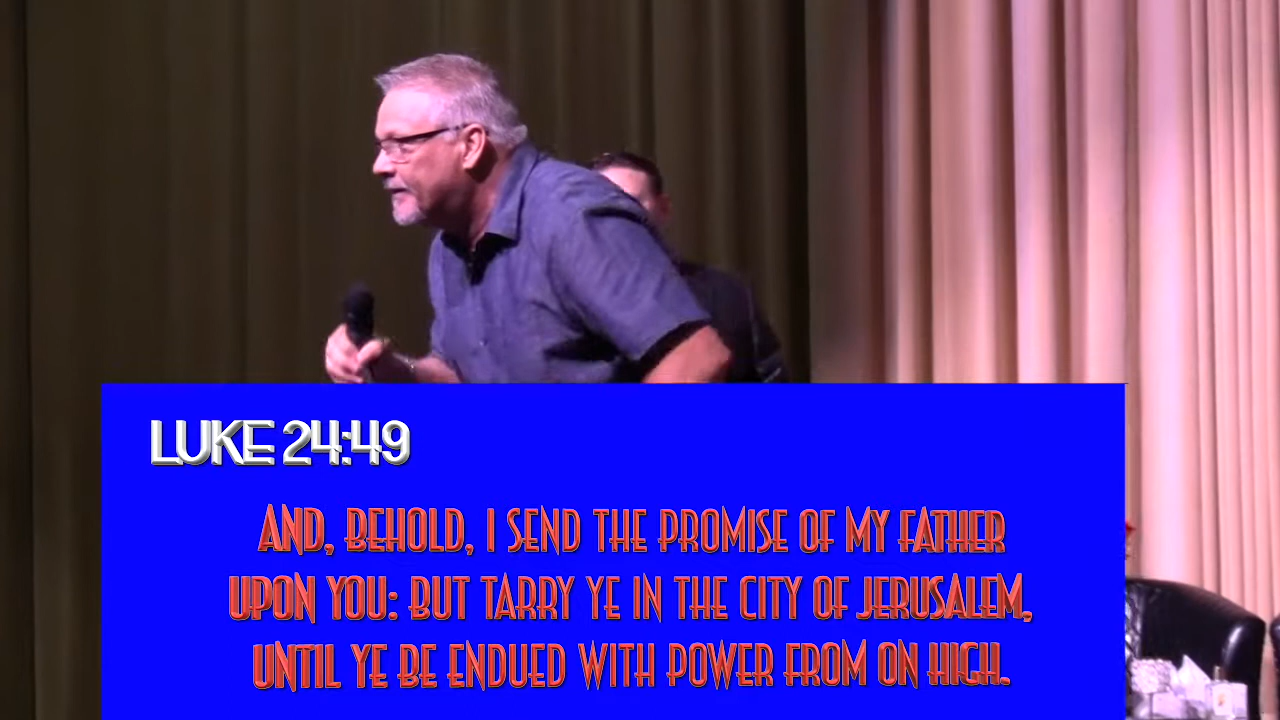 LUKE 24:49
AND, BEHOLD, I SEND THE PROMISE OF MY FATHER
UPON YOU: BUT TARRY YE IN THE CITY OF JERUSALEM,
UNTIL YE BE ENDUED WITH POWER FROM ON HIGH.